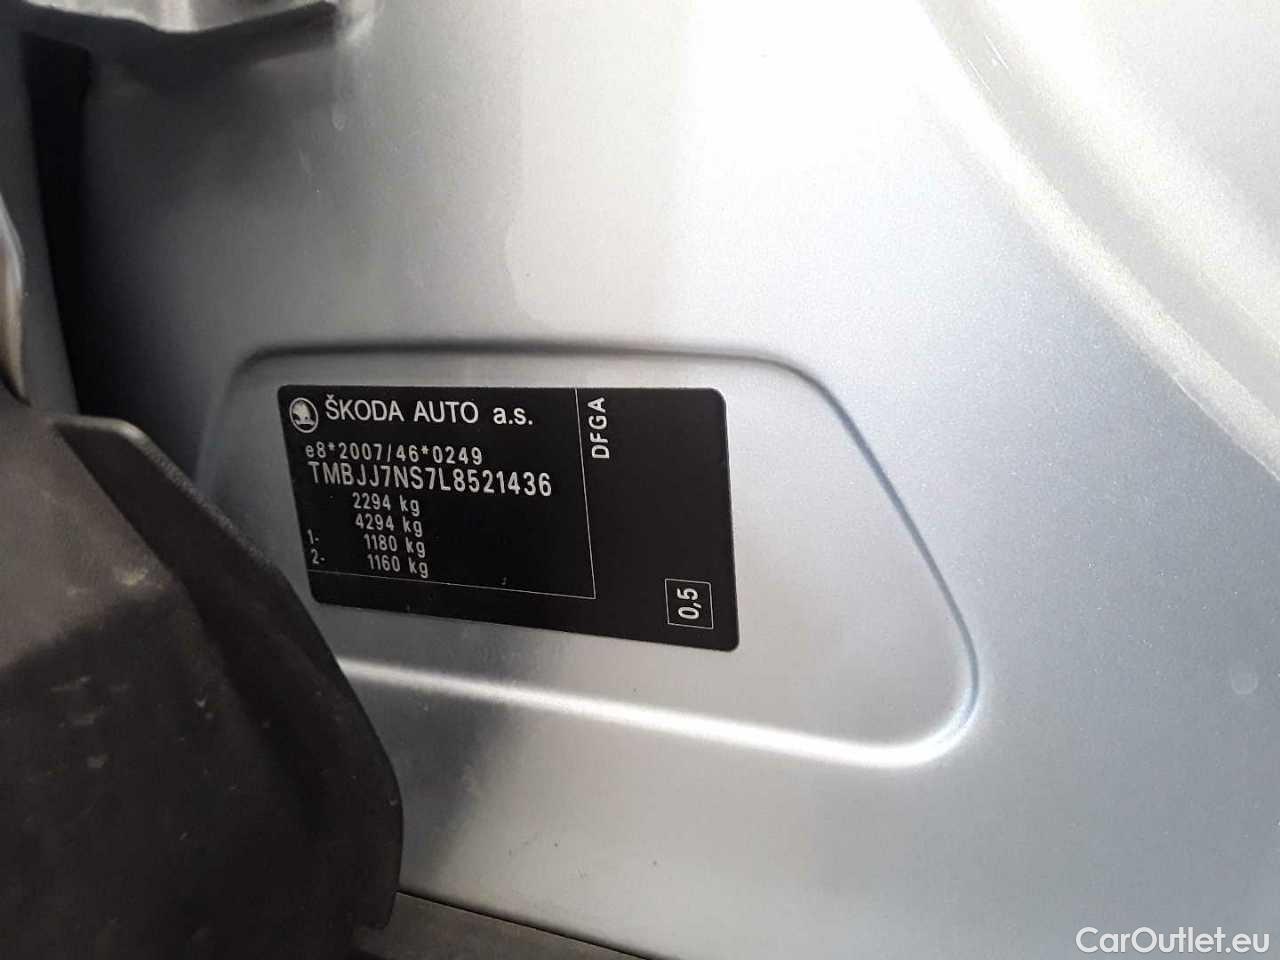 ŠKODA AUTO a.s.
e8*2007/46*0249
TMBJJ7NS7L8521436
2294 kg
4294 kg
1- 1180 kg
2- 1160 kg
DFGA
0,5
CarOutlet.eu